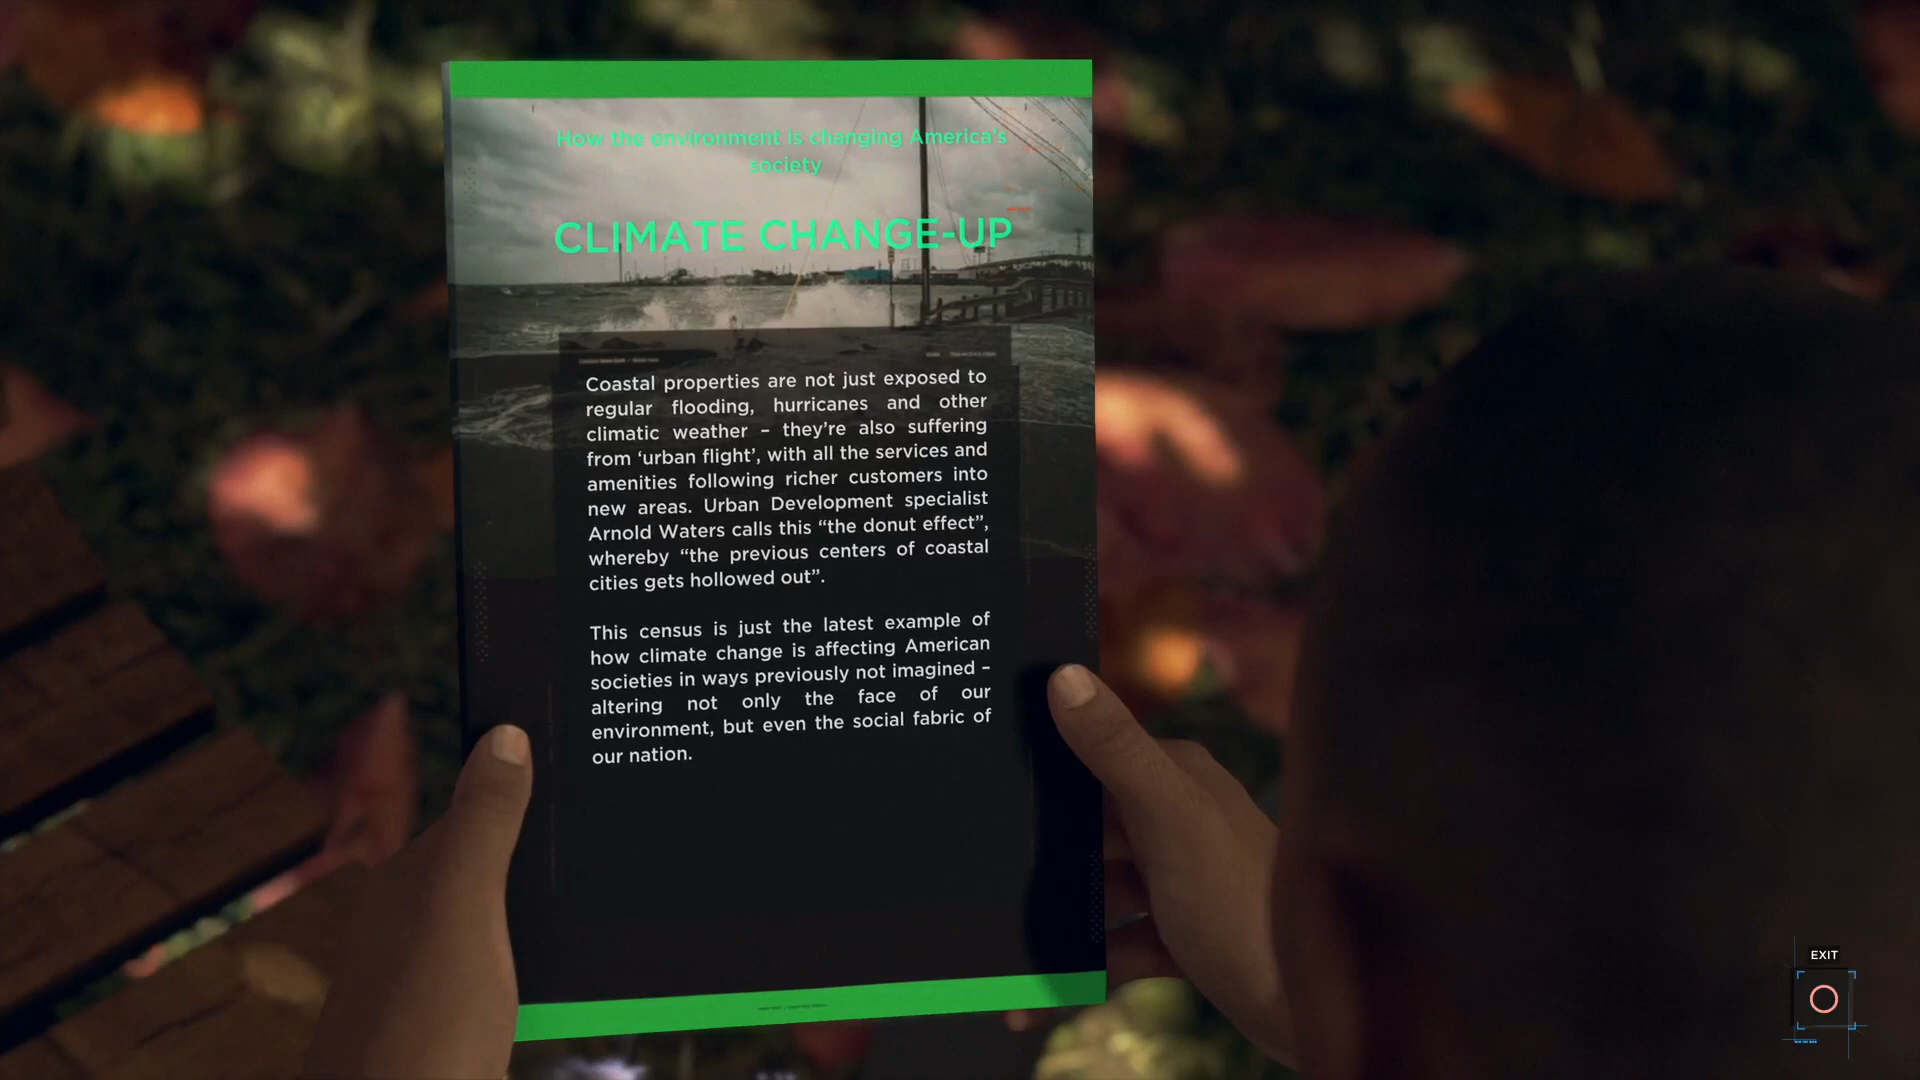 How the environment is changing America's
society
CLIMATE CHANGE-UP
Coastal properties are not just exposed to
regular flooding, hurricanes and other
climatic weather – they're also suffering
from ‘urban flight’, with all the services and
amenities following richer customers into
new areas. Urban Development specialist
Arnold Waters calls this “the donut effect”,
whereby “the previous centers of coastal
cities gets hollowed out”.
This census is just the latest example of
how climate change is affecting American
societies in ways previously not imagined –
altering not only the face of our
environment, but even the social fabric of
our nation.
EXIT